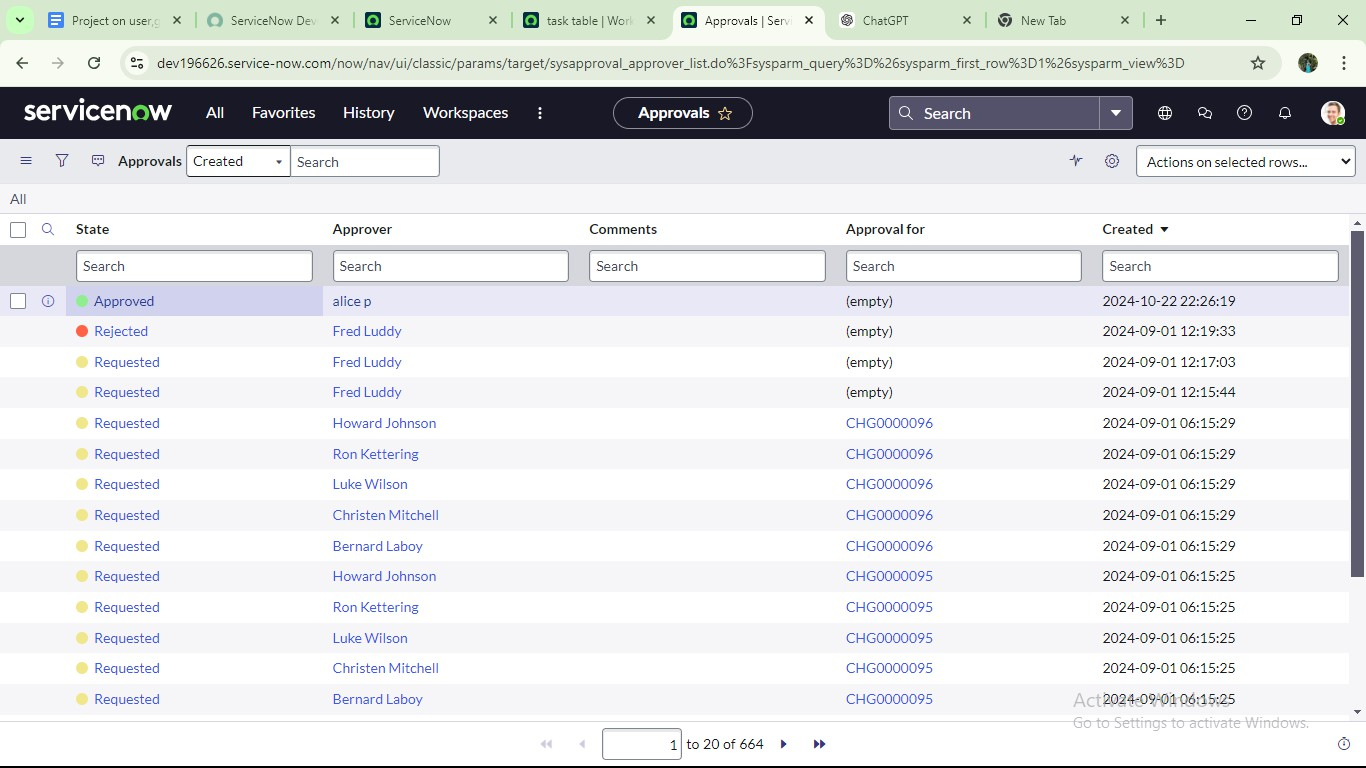 Project on user,g
ServiceNow Dev
ServiceNow
task table | Work
Approvals | Servi
ChatGPT
New Tab
dev196626.service-now.com/now/nav/ui/classic/params/target/sysapproval_approver_list.do%3Fsysparm_query%3D%26sysparm_first_row%3D1%26sysparm_view%3D
servicenow All Favorites History Workspaces Approvals Search
Approvals Created Search Actions on selected rows...
All
State Approver Comments Approval for Created
Search Search Search Search Search
Approved alice p (empty) 2024-10-22 22:26:19
Rejected Fred Luddy (empty) 2024-09-01 12:19:33
Requested Fred Luddy (empty) 2024-09-01 12:17:03
Requested Fred Luddy (empty) 2024-09-01 12:15:44
Requested Howard Johnson CHG0000096 2024-09-01 06:15:29
Requested Ron Kettering CHG0000096 2024-09-01 06:15:29
Requested Luke Wilson CHG0000096 2024-09-01 06:15:29
Requested Christen Mitchell CHG0000096 2024-09-01 06:15:29
Requested Bernard Laboy CHG0000096 2024-09-01 06:15:29
Requested Howard Johnson CHG0000095 2024-09-01 06:15:25
Requested Ron Kettering CHG0000095 2024-09-01 06:15:25
Requested Luke Wilson CHG0000095 2024-09-01 06:15:25
Requested Christen Mitchell CHG0000095 2024-09-01 06:15:25
Requested Bernard Laboy CHG0000095 2024-09-01 06:15:25
Activate Windows
Go to Settings to activate Windows.
1 to 20 of 664